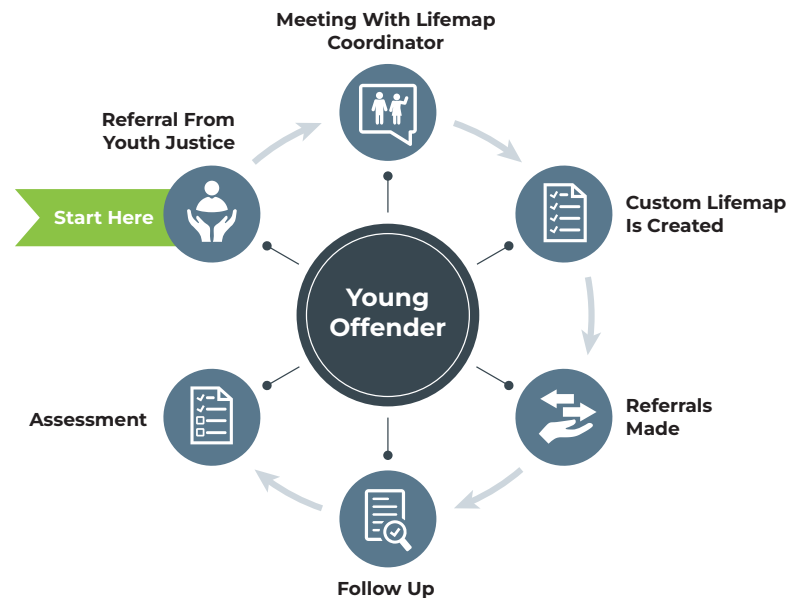 Meeting With Lifemap
Coordinator
Referral From
Youth Justice
Start Here
Custom Lifemap
Is Created
Young
Offender
Assessment
Referrals
Made
Follow Up